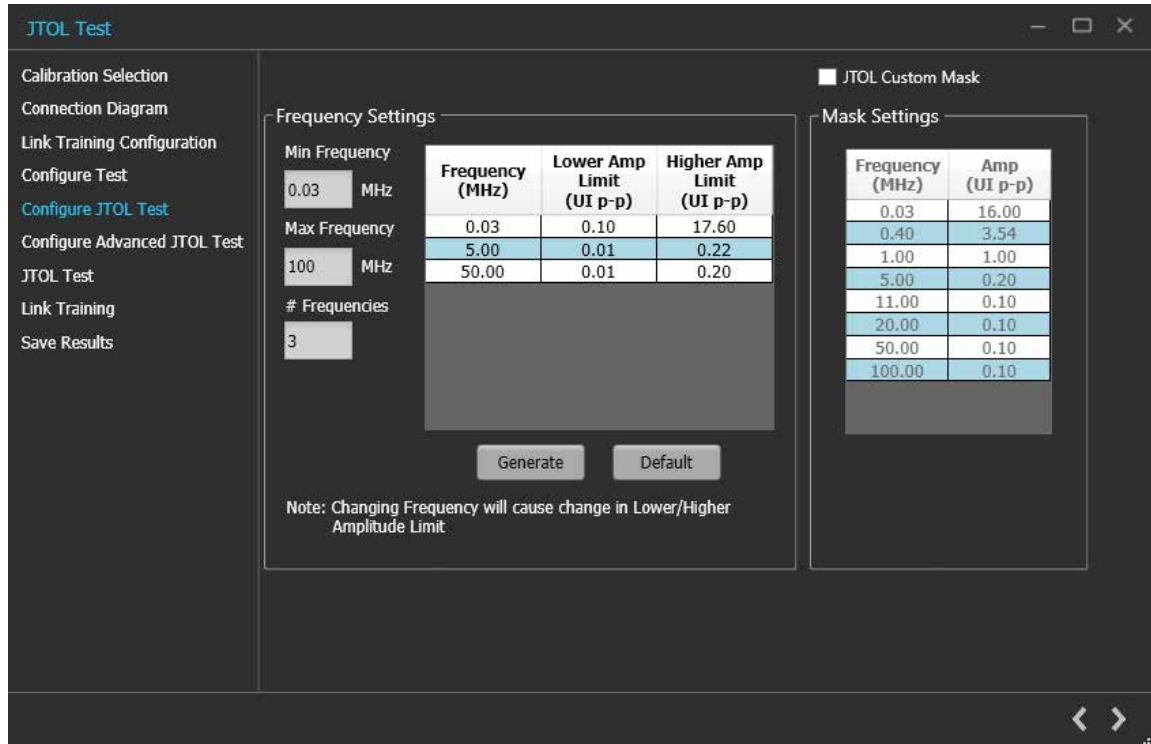 JTOL Test
Calibration Selection
Connection Diagram
Link Training Configuration
Configure Test
Configure JTOL Test
Configure Advanced JTOL Test
JTOL Test
Link Training
Save Results
JTOL Custom Mask
Frequency Settings
Min Frequency
0.03 MHz
Max Frequency
100 MHz
# Frequencies
3
Frequency (MHz) Lower Amp Limit (UI p-p) Higher Amp Limit (UI p-p)
0.03 0.10 17.60
5.00 0.01 0.22
50.00 0.01 0.20
Generate Default
Note: Changing Frequency will cause change in Lower/Higher
Amplitude Limit
Mask Settings
Frequency (MHz) Amp (UI p-p)
0.03 16.00
0.40 3.54
1.00 1.00
5.00 0.20
11.00 0.10
20.00 0.10
50.00 0.10
100.00 0.10